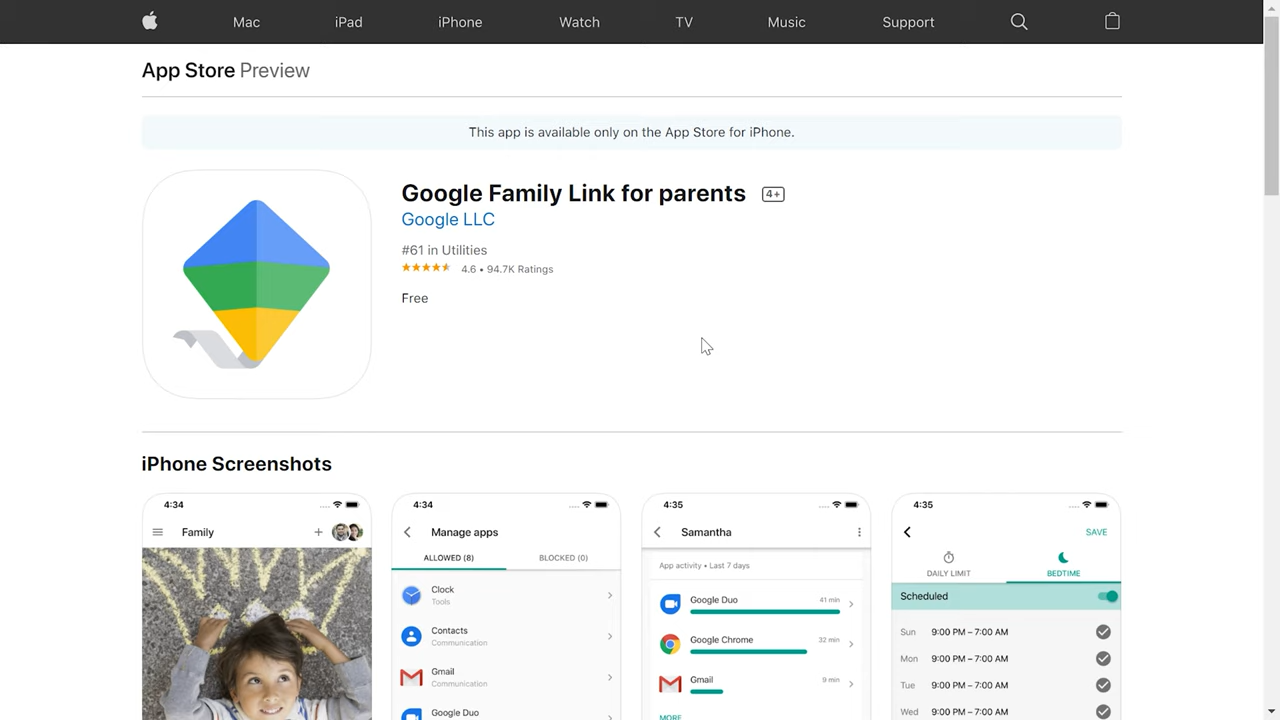 Mac iPad iPhone Watch TV Music Support
App Store Preview
This app is available only on the App Store for iPhone.
Google Family Link for parents 4+
Google LLC
#61 in Utilities
4.6 • 94.7K Ratings
Free
iPhone Screenshots
4:34
Family
4:34
Manage apps
ALLOWED (8) BLOCKED (0)
Clock
Tools
Contacts
Communication
Gmail
Communication
Google Duo
4:35
Samantha
App activity • Last 7 days
Google Duo 41 min
Google Chrome 32 min
Gmail 9 min
MORE
4:35
SAVE
DAILY LIMIT BEDTIME
Scheduled
Sun 9:00 PM – 7:00 AM
Mon 9:00 PM – 7:00 AM
Tue 9:00 PM – 7:00 AM
Wed 9:00 PM – 7:00 AM